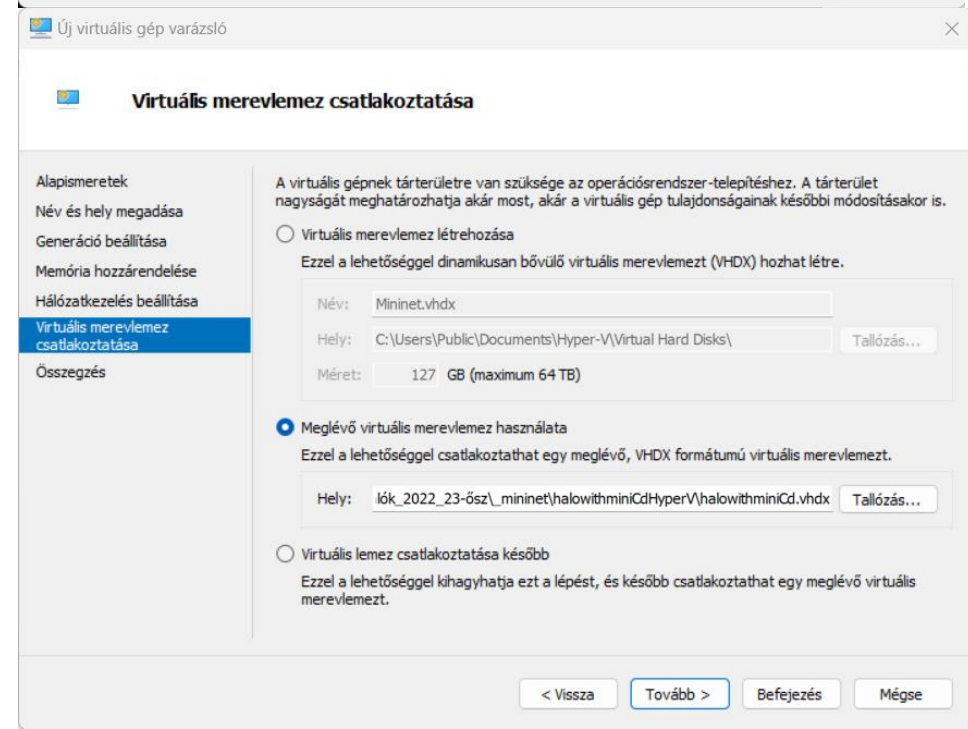 Új virtuális gép varázsló
Virtuális merevlemez csatlakoztatása
Alapismeretek
Név és hely megadása
Generáció beállítása
Memória hozzárendelése
Hálózatkezelés beállítása
Virtuális merevlemez
csatlakoztatása
Összegzés
A virtuális gépnek tárterületre van szüksége az operációsrendszer-telepítéshez. A tárterület
nagyságát meghatározhatja akár most, akár a virtuális gép tulajdonságainak későbbi módosításakor is.
Virtuális merevlemez létrehozása
Ezzel a lehetőséggel dinamikusan bővülő virtuális merevlemezt (VHDX) hozhat létre.
Név: Mininet.vhdx
Hely: C:\Users\Public\Documents\Hyper-V\Virtual Hard Disks\ Tallózás...
Méret: 127 GB (maximum 64 TB)
Meglévő virtuális merevlemez használata
Ezzel a lehetőséggel csatlakoztathat egy meglévő, VHDX formátumú virtuális merevlemezt.
Hely: lók_2022_23-ősz\_mininet\halowithminiCdHyperV\halowithminiCd.vhdx Tallózás...
Virtuális lemez csatlakoztatása később
Ezzel a lehetőséggel kihagyhatja ezt a lépést, és később csatlakoztathat egy meglévő virtuális
merevlemezt.
< Vissza Tovább > Befejezés Mégse